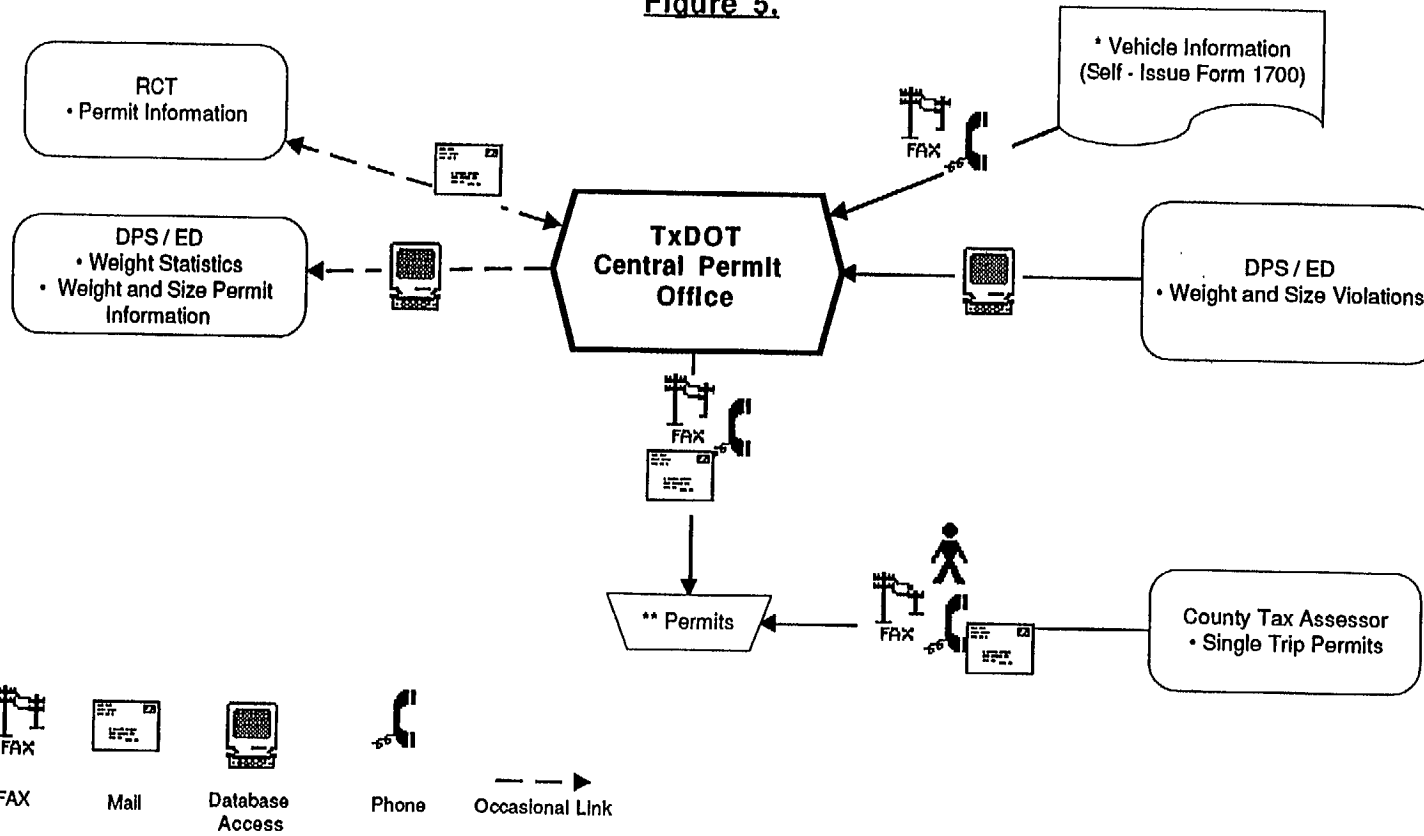 Figure 5.
* Vehicle Information
(Self - Issue Form 1700)
RCT
• Permit Information
FAX
DPS / ED
• Weight Statistics
• Weight and Size Permit
Information
TxDOT
Central Permit
Office
DPS / ED
• Weight and Size Violations
FAX
** Permits
FAX
County Tax Assessor
• Single Trip Permits
FAX
FAX
Mail
Database
Access
Phone
Occasional Link